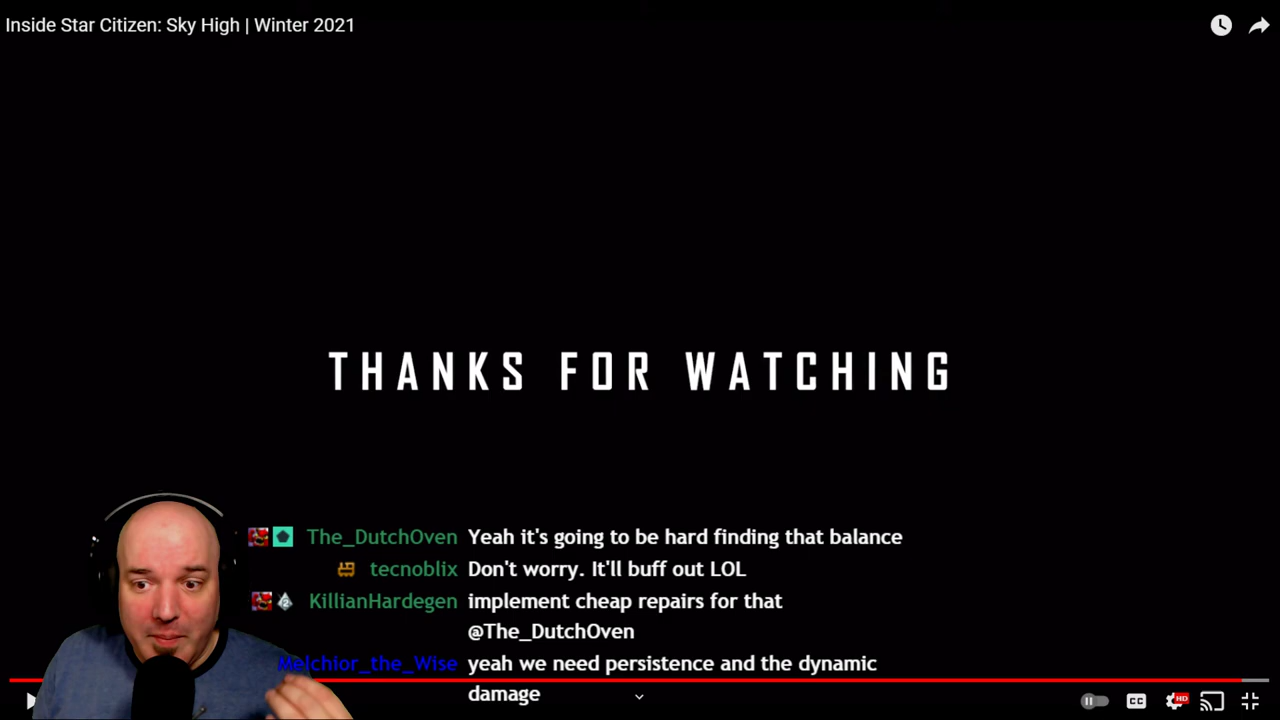 Inside Star Citizen: Sky High | Winter 2021
THANKS FOR WATCHING
The_DutchOven Yeah it's going to be hard finding that balance
tecnoblix Don't worry. It'll buff out LOL
KillianHardegen implement cheap repairs for that
@The_DutchOven
Melchior_the_Wise yeah we need persistence and the dynamic
damage
CC
HD